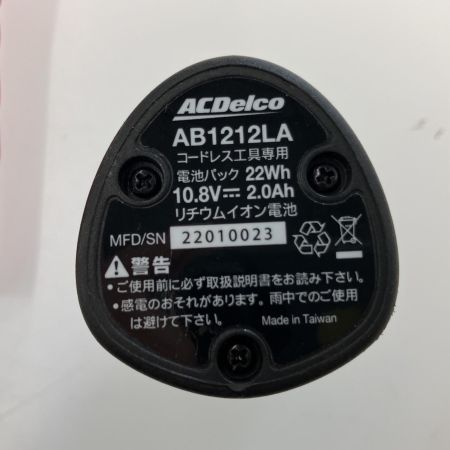 ACDelco
AB1212LA
コードレス工具専用
電池パック 22Wh
10.8V⎓ 2.0Ah
リチウムイオン電池
MFD/SN 22010023
警告
・ご使用前に必ず取扱説明書をお読み下さい。
・感電のおそれがあります。雨中でのご使用
は避けて下さい。 Made in Taiwan